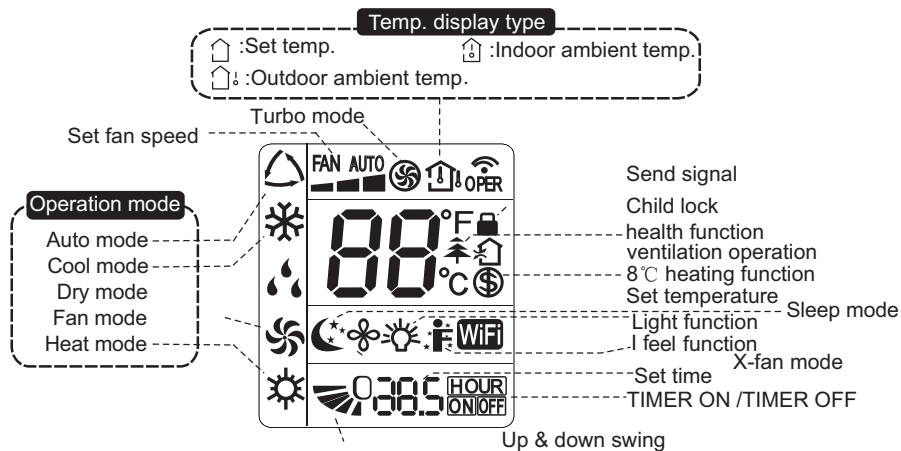 Temp. display type
:Set temp.
:Indoor ambient temp.
:Outdoor ambient temp.
Turbo mode
Set fan speed
Operation mode
Auto mode
Cool mode
Dry mode
Fan mode
Heat mode
FAN AUTO
OPER
88 °F
°C
WiFi
038.5 HOUR
ON OFF
Send signal
Child lock
health function
ventilation operation
8℃ heating function
Set temperature
Sleep mode
Light function
I feel function
X-fan mode
Set time
TIMER ON /TIMER OFF
Up & down swing